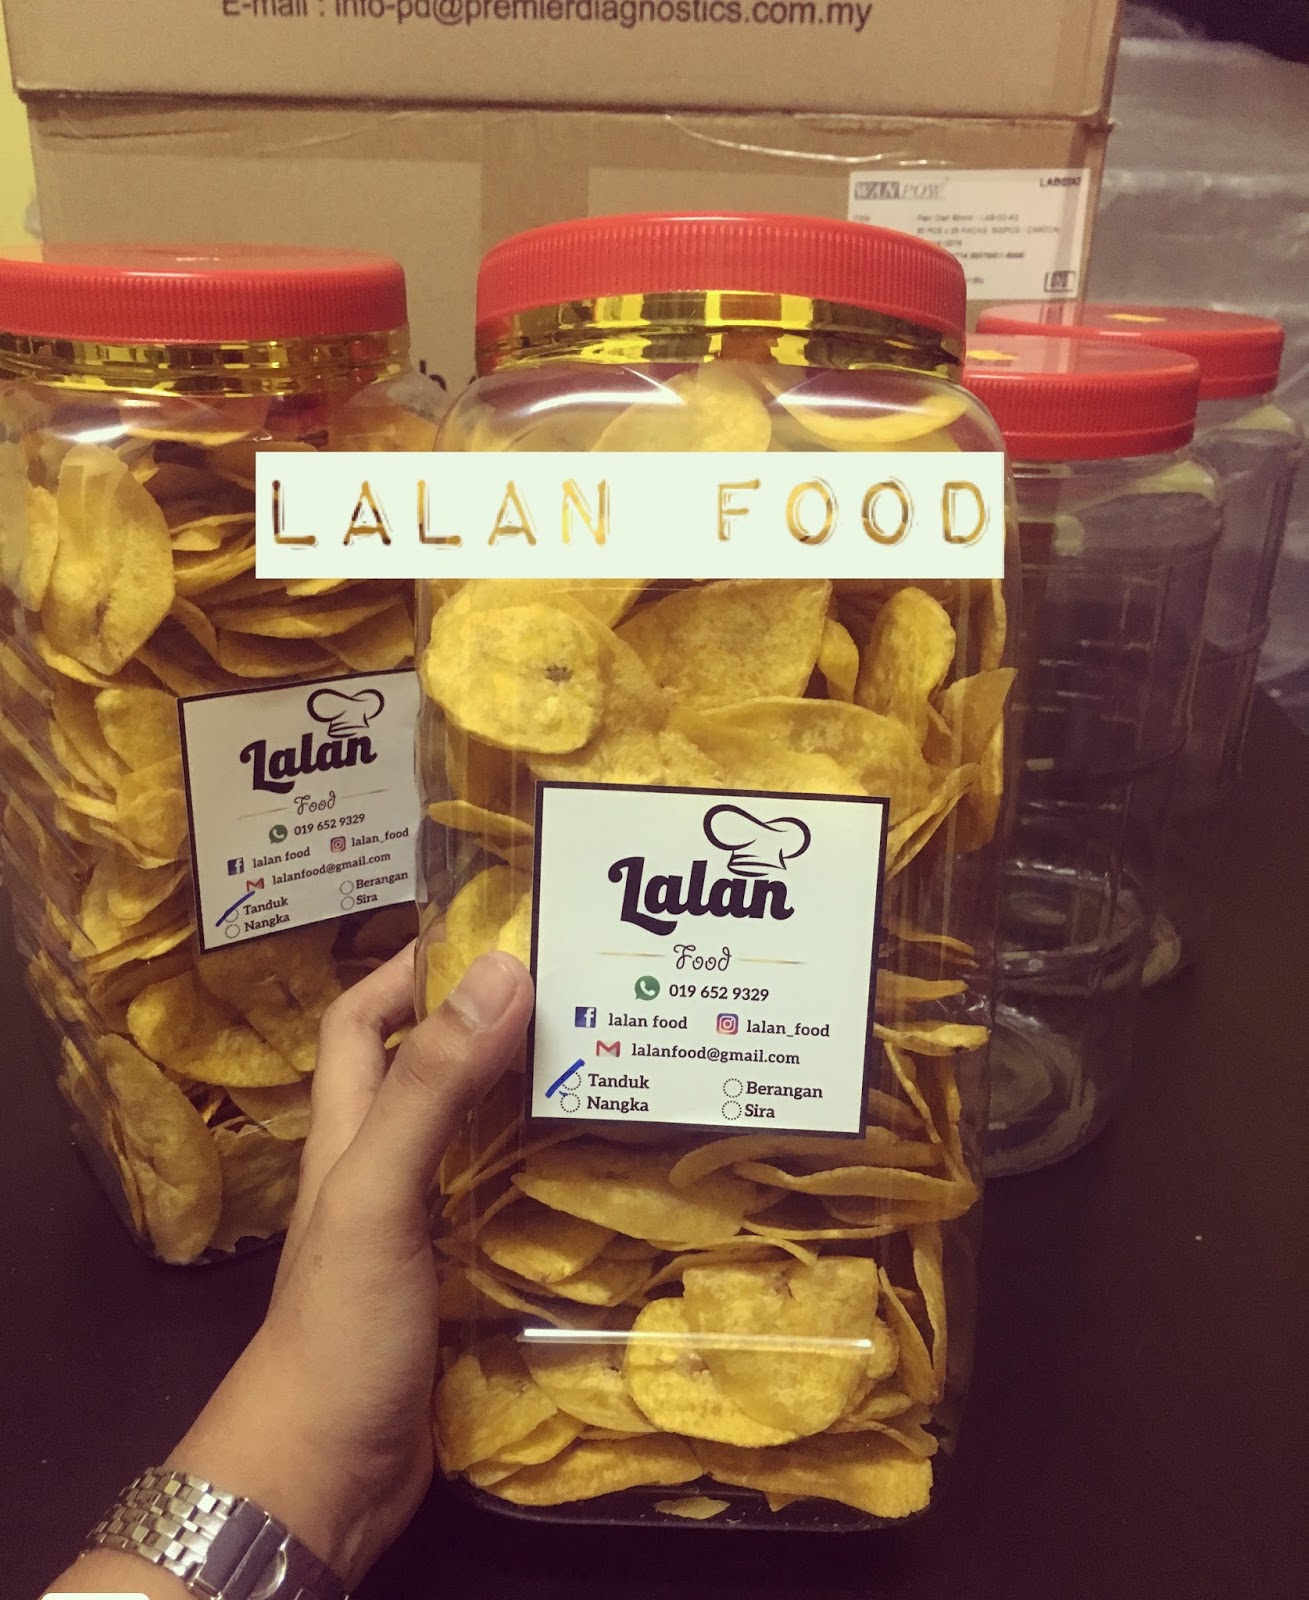 E-mail : info-pd@premierdiagnostics.com.my
WANPOW
LALAN FOOD
Lalan
Food
019 652 9329
lalan food lalan_food
lalanfood@gmail.com
Tanduk Berangan
Nangka Sira
Lalan
Food
019 652 9329
lalan food lalan_food
lalanfood@gmail.com
Tanduk Berangan
Nangka Sira